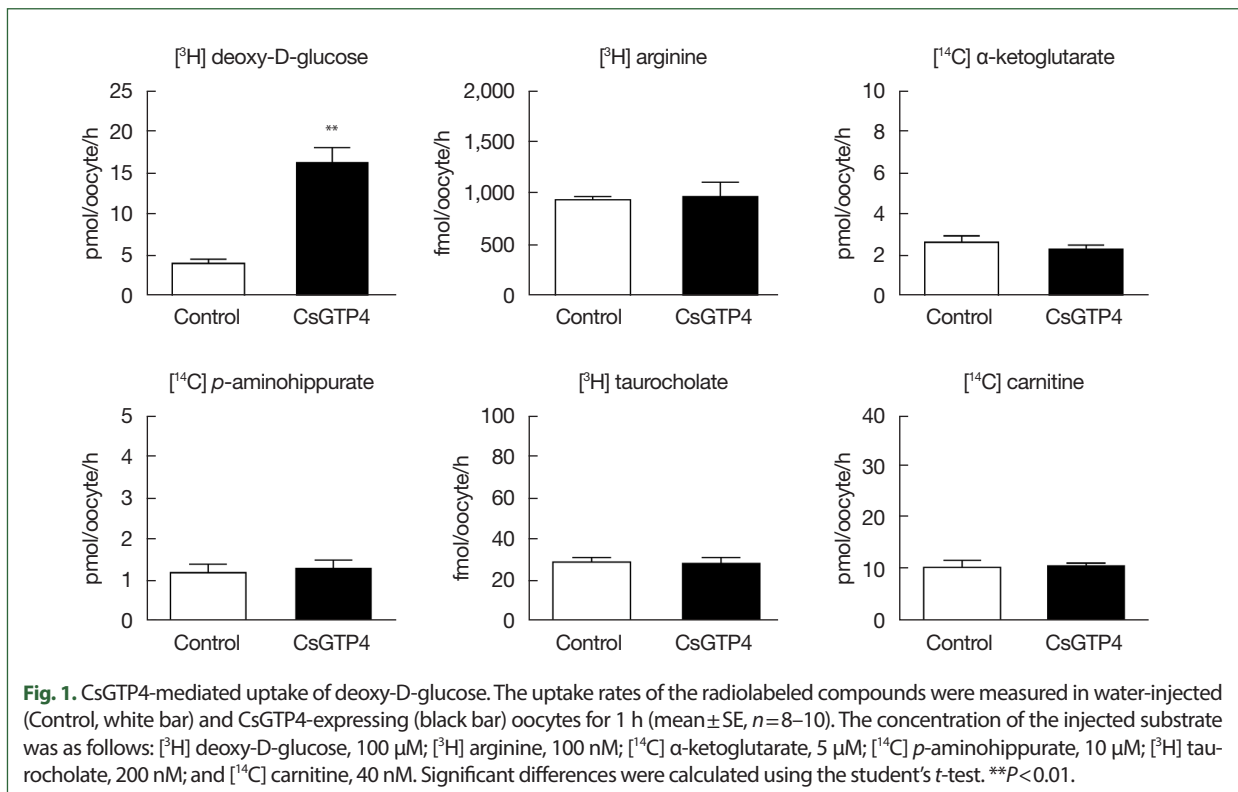 [³H] deoxy-D-glucose
25
20
15
10
5
0
pmol/oocyte/h
**
Control
CsGTP4
[³H] arginine
2,000
1,500
1,000
500
0
fmol/oocyte/h
Control
CsGTP4
[¹⁴C] α-ketoglutarate
10
8
6
4
2
0
pmol/oocyte/h
Control
CsGTP4
[¹⁴C] p-aminohippurate
5
4
3
2
1
0
pmol/oocyte/h
Control
CsGTP4
[³H] taurocholate
100
80
60
40
20
0
fmol/oocyte/h
Control
CsGTP4
[¹⁴C] carnitine
40
30
20
10
0
pmol/oocyte/h
Control
CsGTP4
Fig. 1. CsGTP4-mediated uptake of deoxy-D-glucose. The uptake rates of the radiolabeled compounds were measured in water-injected
(Control, white bar) and CsGTP4-expressing (black bar) oocytes for 1 h (mean±SE, n=8–10). The concentration of the injected substrate
was as follows: [³H] deoxy-D-glucose, 100 μM; [³H] arginine, 100 nM; [¹⁴C] α-ketoglutarate, 5 μM; [¹⁴C] p-aminohippurate, 10 μM; [³H] tau-
rocholate, 200 nM; and [¹⁴C] carnitine, 40 nM. Significant differences were calculated using the student's t-test. **P<0.01.